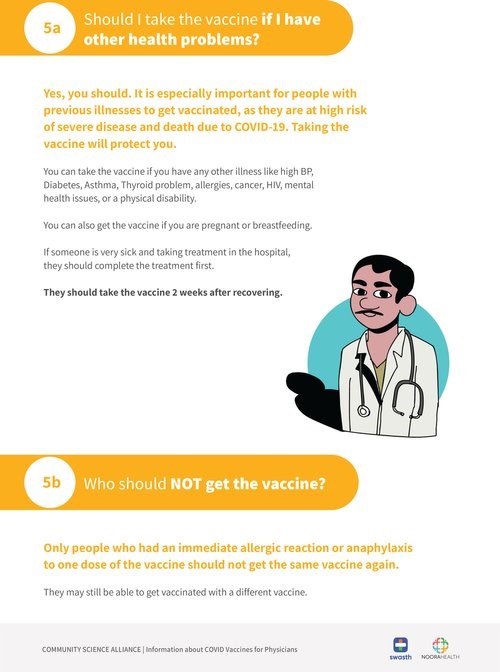 5a
Should I take the vaccine if I have
other health problems?
Yes, you should. It is especially important for people with
previous illnesses to get vaccinated, as they are at high risk
of severe disease and death due to COVID-19. Taking the
vaccine will protect you.
You can take the vaccine if you have any other illness like high BP,
Diabetes, Asthma, Thyroid problem, allergies, cancer, HIV, mental
health issues, or a physical disability.
You can also get the vaccine if you are pregnant or breastfeeding.
If someone is very sick and taking treatment in the hospital,
they should complete the treatment first.
They should take the vaccine 2 weeks after recovering.
5b
Who should NOT get the vaccine?
Only people who had an immediate allergic reaction or anaphylaxis
to one dose of the vaccine should not get the same vaccine again.
They may still be able to get vaccinated with a different vaccine.
COMMUNITY SCIENCE ALLIANCE | Information about COVID Vaccines for Physicians
swasth
NOORAHEALTH